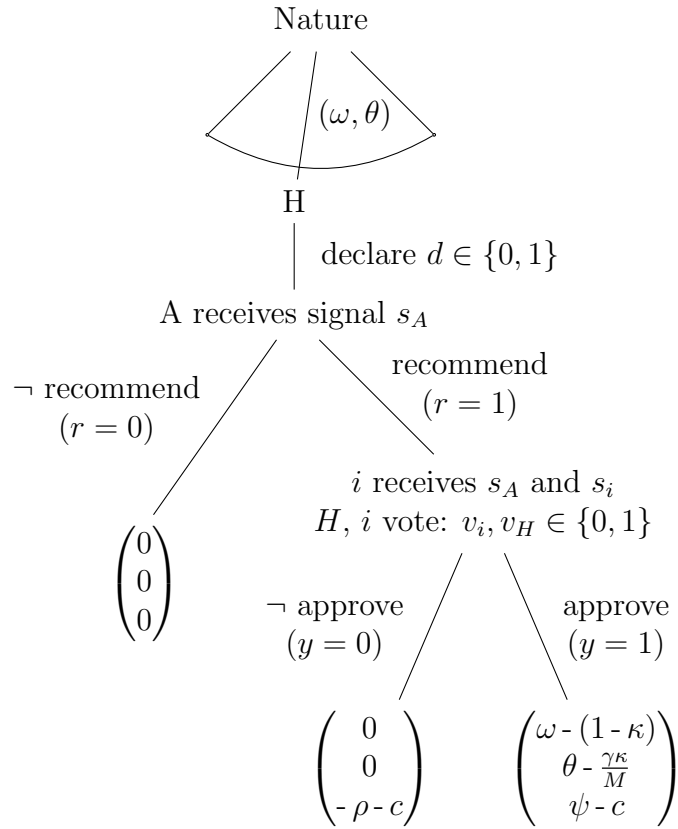 Nature
(ω, θ)
H
declare d ∈ {0, 1}
A receives signal s_A
¬ recommend
(r = 0)
recommend
(r = 1)
i receives s_A and s_i
H, i vote: v_i, v_H ∈ {0, 1}
0
0
0
¬ approve
(y = 0)
approve
(y = 1)
0
0
-ρ-c
ω-(1-κ)
θ-γκ/M
ψ-c